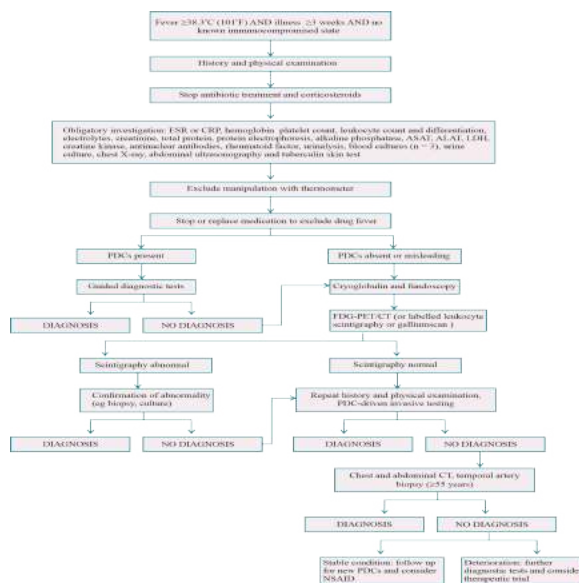 Fever ≥38.3°C (101°F) AND illness ≥3 weeks AND no
known immunocompromised state
History and physical examination
Stop antibiotic treatment and corticosteroids
Obligatory investigation: ESR or CRP, hemoglobin platelet count, leukocyte count and differentiation,
electrolytes, creatinine, total protein, protein electrophoresis, alkaline phosphatase, ASAT, ALAT, LDH,
creatine kinase, antinuclear antibodies, rheumatoid factor, urinalysis, blood cultures (n = 3), urine
culture, chest X-ray, abdominal ultrasonography and tuberculin skin test
Exclude manipulation with thermometer
Stop or replace medication to exclude drug fever
PDCs present
PDCs absent or misleading
Guided diagnostic tests
Cryoglobulin and fundoscopy
DIAGNOSIS
NO DIAGNOSIS
FDG-PET/CT (or labelled leukocyte
scintigraphy or galliumscan )
Scintigraphy abnormal
Scintigraphy normal
Confirmation of abnormality
(eg biopsy, culture)
Repeat history and physical examination,
PDC-driven invasive testing
DIAGNOSIS
NO DIAGNOSIS
DIAGNOSIS
NO DIAGNOSIS
Chest and abdominal CT, temporal artery
biopsy (≥55 years)
DIAGNOSIS
NO DIAGNOSIS
Stable condition: follow up
for new PDCs and consider
NSAID
Deterioration: further
diagnostic tests and consider
therapeutic trial